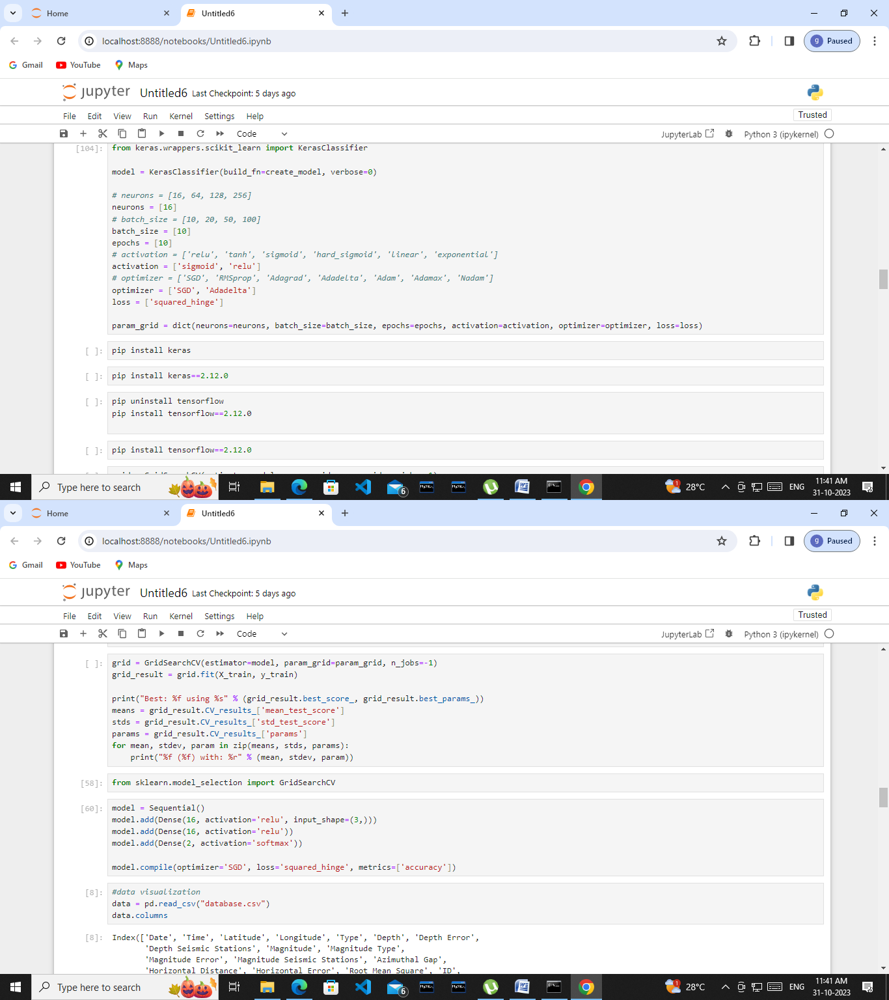 Home
Untitled6
localhost:8888/notebooks/Untitled6.ipynb
g Paused
Gmail
YouTube
Maps
jupyter Untitled6 Last Checkpoint: 5 days ago
File Edit View Run Kernel Settings Help
Trusted
Code
JupyterLab
Python 3 (ipykernel)
[104]: from keras.wrappers.scikit_learn import KerasClassifier
model = KerasClassifier(build_fn=create_model, verbose=0)
# neurons = [16, 64, 128, 256]
neurons = [16]
# batch_size = [10, 20, 50, 100]
batch_size = [10]
epochs = [10]
# activation = ['relu', 'tanh', 'sigmoid', 'hard_sigmoid', 'linear', 'exponential']
activation = ['sigmoid', 'relu']
# optimizer = ['SGD', 'RMSprop', 'Adagrad', 'Adadelta', 'Adam', 'Adamax', 'Nadam']
optimizer = ['SGD', 'Adadelta']
loss = ['squared_hinge']
param_grid = dict(neurons=neurons, batch_size=batch_size, epochs=epochs, activation=activation, optimizer=optimizer, loss=loss)
[ ]: pip install keras
[ ]: pip install keras==2.12.0
[ ]: pip uninstall tensorflow
pip install tensorflow==2.12.0
[ ]: pip install tensorflow==2.12.0
Type here to search
6
MySQL
MySQL
1
28°C
ENG
11:41 AM
31-10-2023
Home
Untitled6
localhost:8888/notebooks/Untitled6.ipynb
g Paused
Gmail
YouTube
Maps
jupyter Untitled6 Last Checkpoint: 5 days ago
File Edit View Run Kernel Settings Help
Trusted
Code
JupyterLab
Python 3 (ipykernel)
[ ]: grid = GridSearchCV(estimator=model, param_grid=param_grid, n_jobs=-1)
grid_result = grid.fit(X_train, y_train)
print("Best: %f using %s" % (grid_result.best_score_, grid_result.best_params_))
means = grid_result.CV_results_['mean_test_score']
stds = grid_result.CV_results_['std_test_score']
params = grid_result.CV_results_['params']
for mean, stdev, param in zip(means, stds, params):
print("%f (%f) with: %r" % (mean, stdev, param))
[58]: from sklearn.model_selection import GridSearchCV
[60]: model = Sequential()
model.add(Dense(16, activation='relu', input_shape=(3,)))
model.add(Dense(16, activation='relu'))
model.add(Dense(2, activation='softmax'))
model.compile(optimizer='SGD', loss='squared_hinge', metrics=['accuracy'])
[8]: #data visualization
data = pd.read_csv("database.csv")
data.columns
[8]: Index(['Date', 'Time', 'Latitude', 'Longitude', 'Type', 'Depth', 'Depth Error',
'Depth Seismic Stations', 'Magnitude', 'Magnitude Type',
'Magnitude Error', 'Magnitude Seismic Stations', 'Azimuthal Gap',
'Horizontal Distance', 'Horizontal Error', 'Root Mean Square', 'ID',
Type here to search
6
MySQL
MySQL
1
28°C
ENG
11:41 AM
31-10-2023